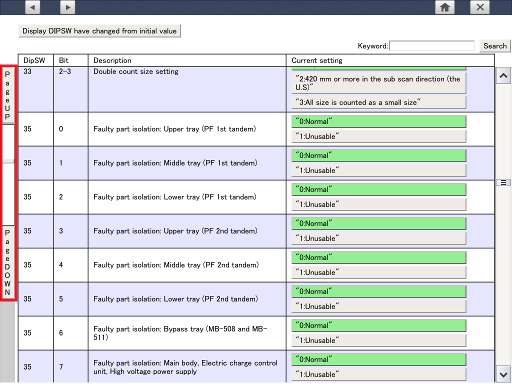 Display DIPSW have changed from initial value
Keyword:
Search
DipSW Bit Description Current setting
33 2-3 Double count size setting
"2:420 mm or more in the sub scan direction (the
U.S)"
"3:All size is counted as a small size"
35 0 Faulty part isolation: Upper tray (PF 1st tandem) "0:Normal"
"1:Unusable"
35 1 Faulty part isolation: Middle tray (PF 1st tandem) "0:Normal"
"1:Unusable"
35 2 Faulty part isolation: Lower tray (PF 1st tandem) "0:Normal"
"1:Unusable"
35 3 Faulty part isolation: Upper tray (PF 2nd tandem) "0:Normal"
"1:Unusable"
35 4 Faulty part isolation: Middle tray (PF 2nd tandem) "0:Normal"
"1:Unusable"
35 5 Faulty part isolation: Lower tray (PF 2nd tandem) "0:Normal"
"1:Unusable"
35 6 Faulty part isolation: Bypass tray (MB-508 and MB-
511) "0:Normal"
"1:Unusable"
35 7 Faulty part isolation: Main body, Electric charge control
unit, High voltage power supply "0:Normal"
"1:Unusable"
PageUP
PageDOWN